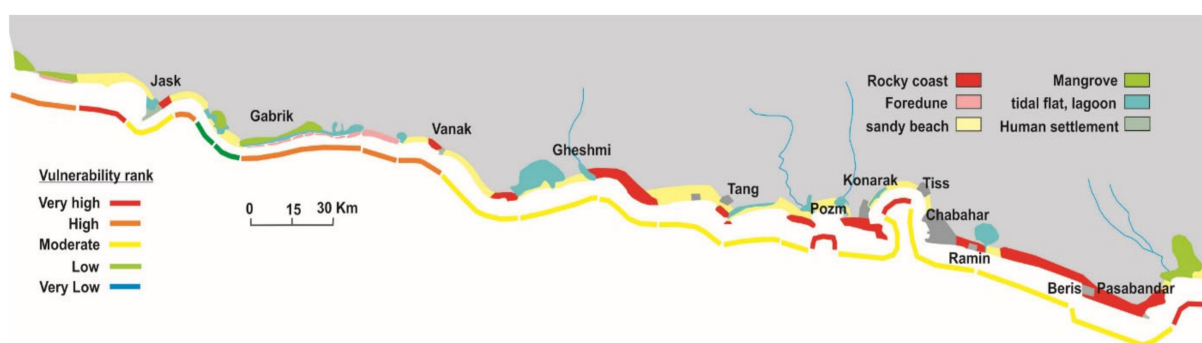 Jask
Gabrik
Vanak
Gheshmi
Tang
Pozm
Konarak
Tiss
Chabahar
Ramin
Beris
Pasabandar
Rocky coast
Mangrove
Foredune
tidal flat, lagoon
sandy beach
Human settlement
Vulnerability rank
Very high
High
Moderate
Low
Very Low
0 15 30 Km